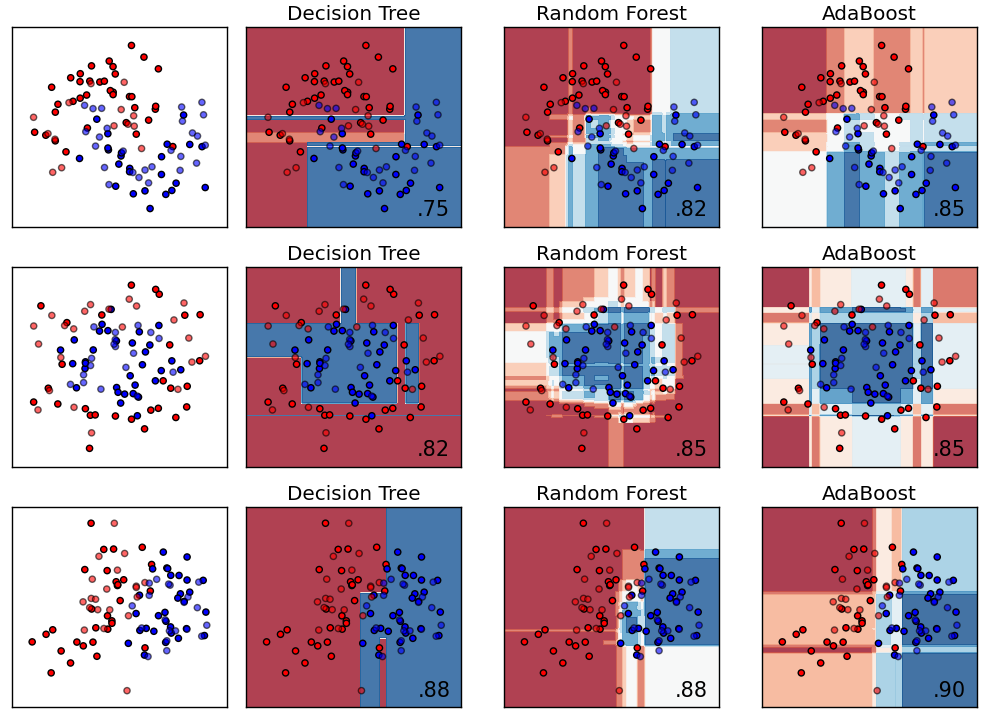 Decision Tree Random Forest AdaBoost
.75 .82 .85
Decision Tree Random Forest AdaBoost
.82 .85 .85
Decision Tree Random Forest AdaBoost
.88 .88 .90